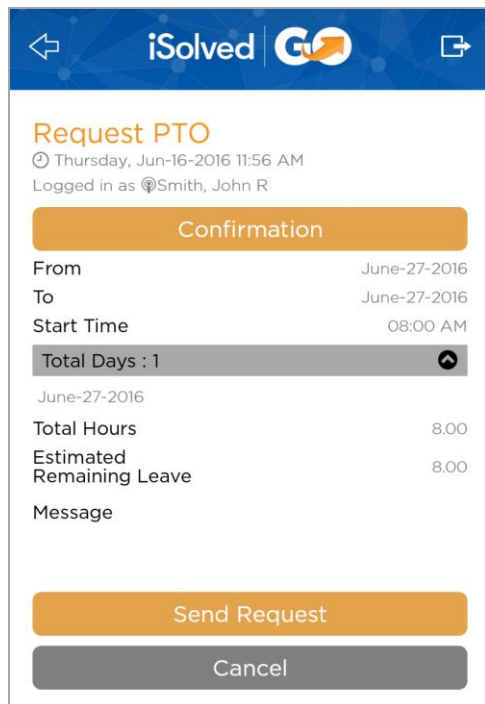 iSolved GO
Request PTO
Thursday, Jun-16-2016 11:56 AM
Logged in as Smith, John R
Confirmation
From June-27-2016
To June-27-2016
Start Time 08:00 AM
Total Days : 1
June-27-2016
Total Hours 8.00
Estimated
Remaining Leave 8.00
Message
Send Request
Cancel